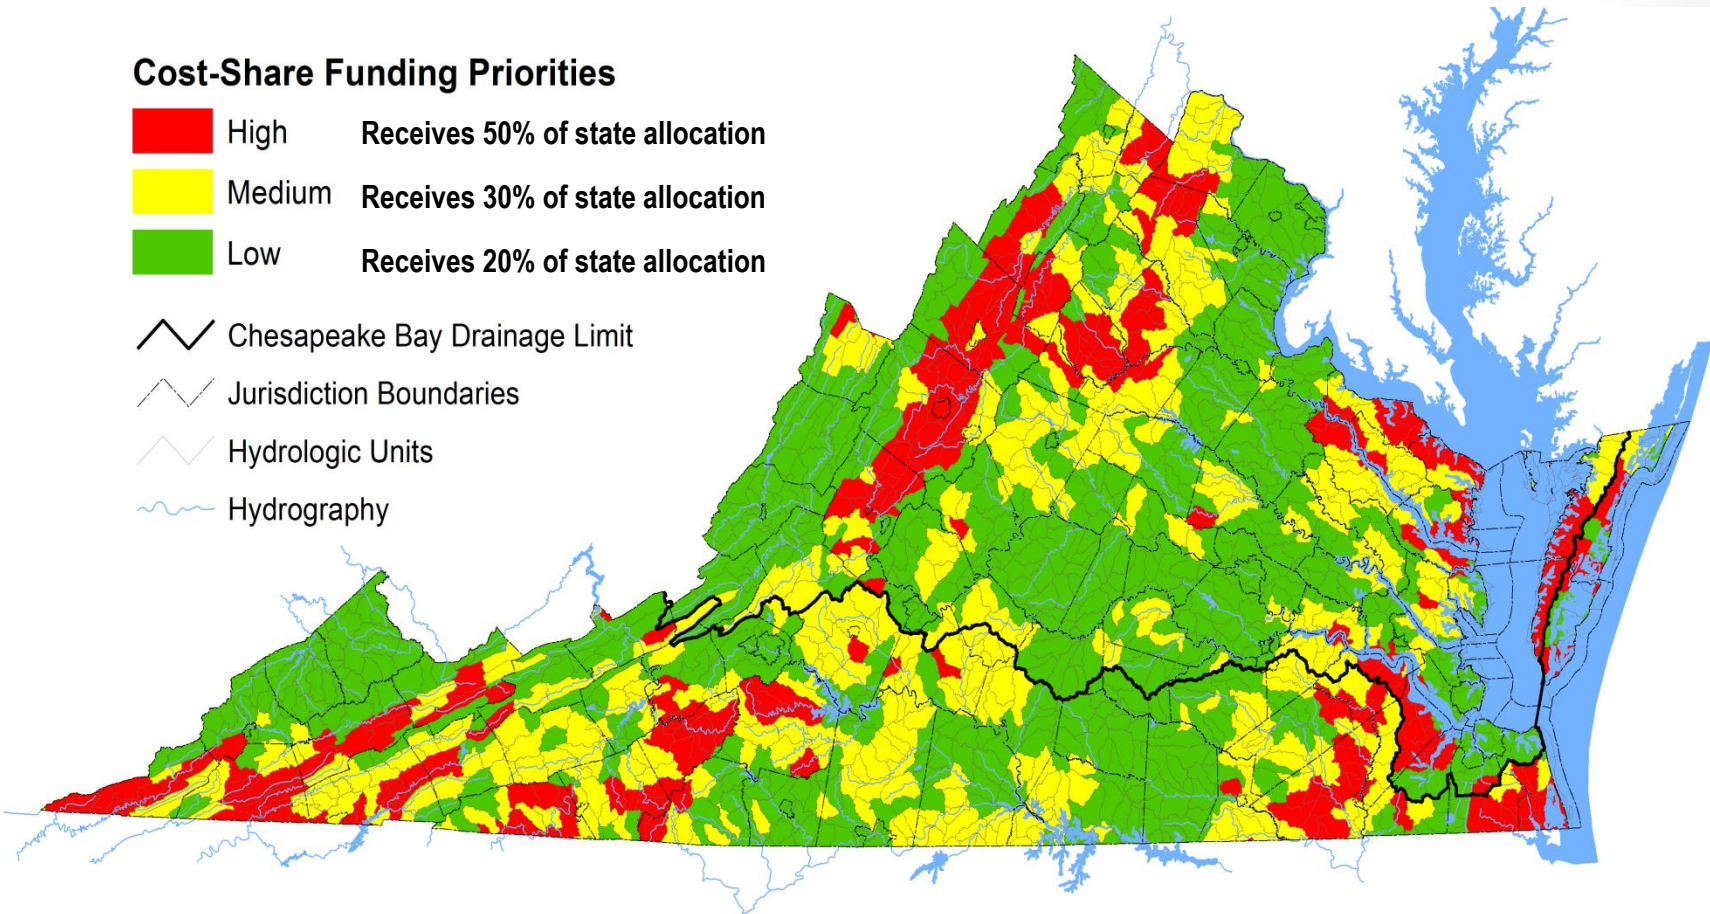 Cost-Share Funding Priorities
High Receives 50% of state allocation
Medium Receives 30% of state allocation
Low Receives 20% of state allocation
Chesapeake Bay Drainage Limit
Jurisdiction Boundaries
Hydrologic Units
Hydrography